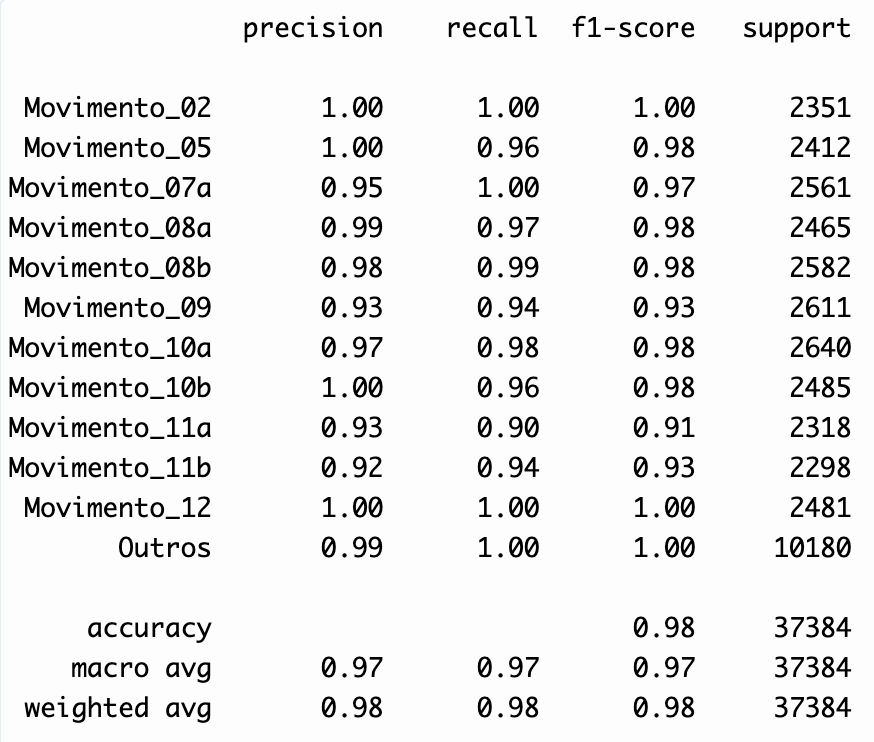 precision recall f1-score support
Movimento_02 1.00 1.00 1.00 2351
Movimento_05 1.00 0.96 0.98 2412
Movimento_07a 0.95 1.00 0.97 2561
Movimento_08a 0.99 0.97 0.98 2465
Movimento_08b 0.98 0.99 0.98 2582
Movimento_09 0.93 0.94 0.93 2611
Movimento_10a 0.97 0.98 0.98 2640
Movimento_10b 1.00 0.96 0.98 2485
Movimento_11a 0.93 0.90 0.91 2318
Movimento_11b 0.92 0.94 0.93 2298
Movimento_12 1.00 1.00 1.00 2481
Outros 0.99 1.00 1.00 10180
accuracy 0.98 37384
macro avg 0.97 0.97 0.97 37384
weighted avg 0.98 0.98 0.98 37384